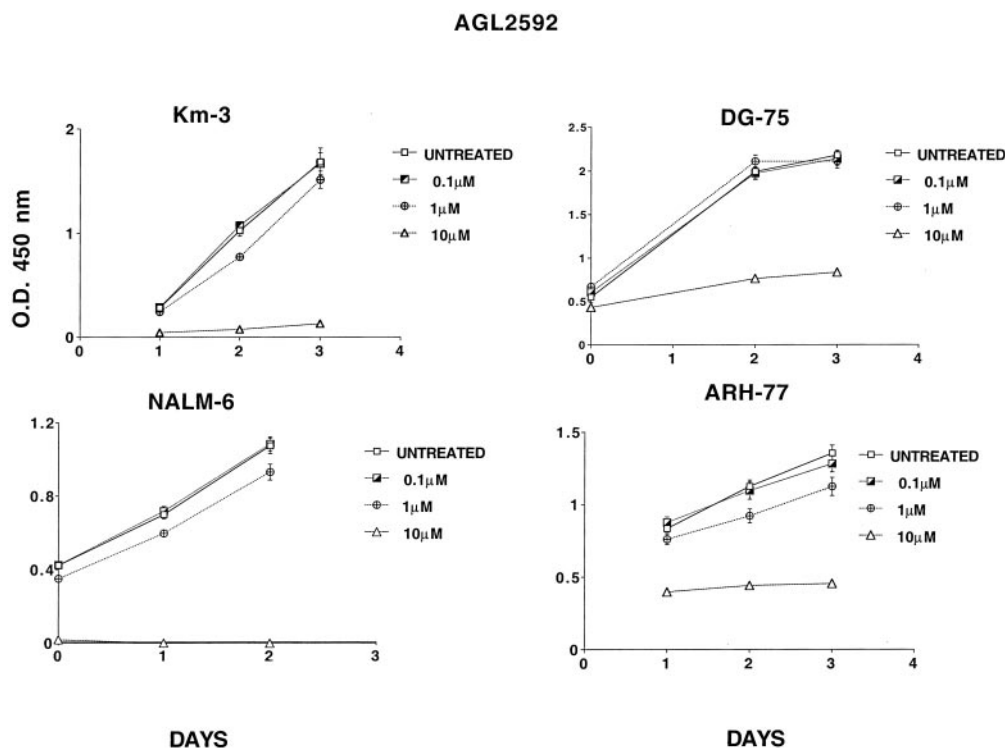 AGL2592
Km-3
2
1
0
0
1
2
3
4
UNTREATED
0.1μM
1μM
10μM
O.D. 450 nm
DG-75
2.5
2
1.5
1
0.5
0
0
1
2
3
4
UNTREATED
0.1μM
1μM
10μM
NALM-6
1.2
0.8
0.4
0
0
1
2
3
UNTREATED
0.1μM
1μM
10μM
ARH-77
1.5
1
0.5
0
0
1
2
3
4
UNTREATED
0.1μM
1μM
10μM
DAYS
DAYS